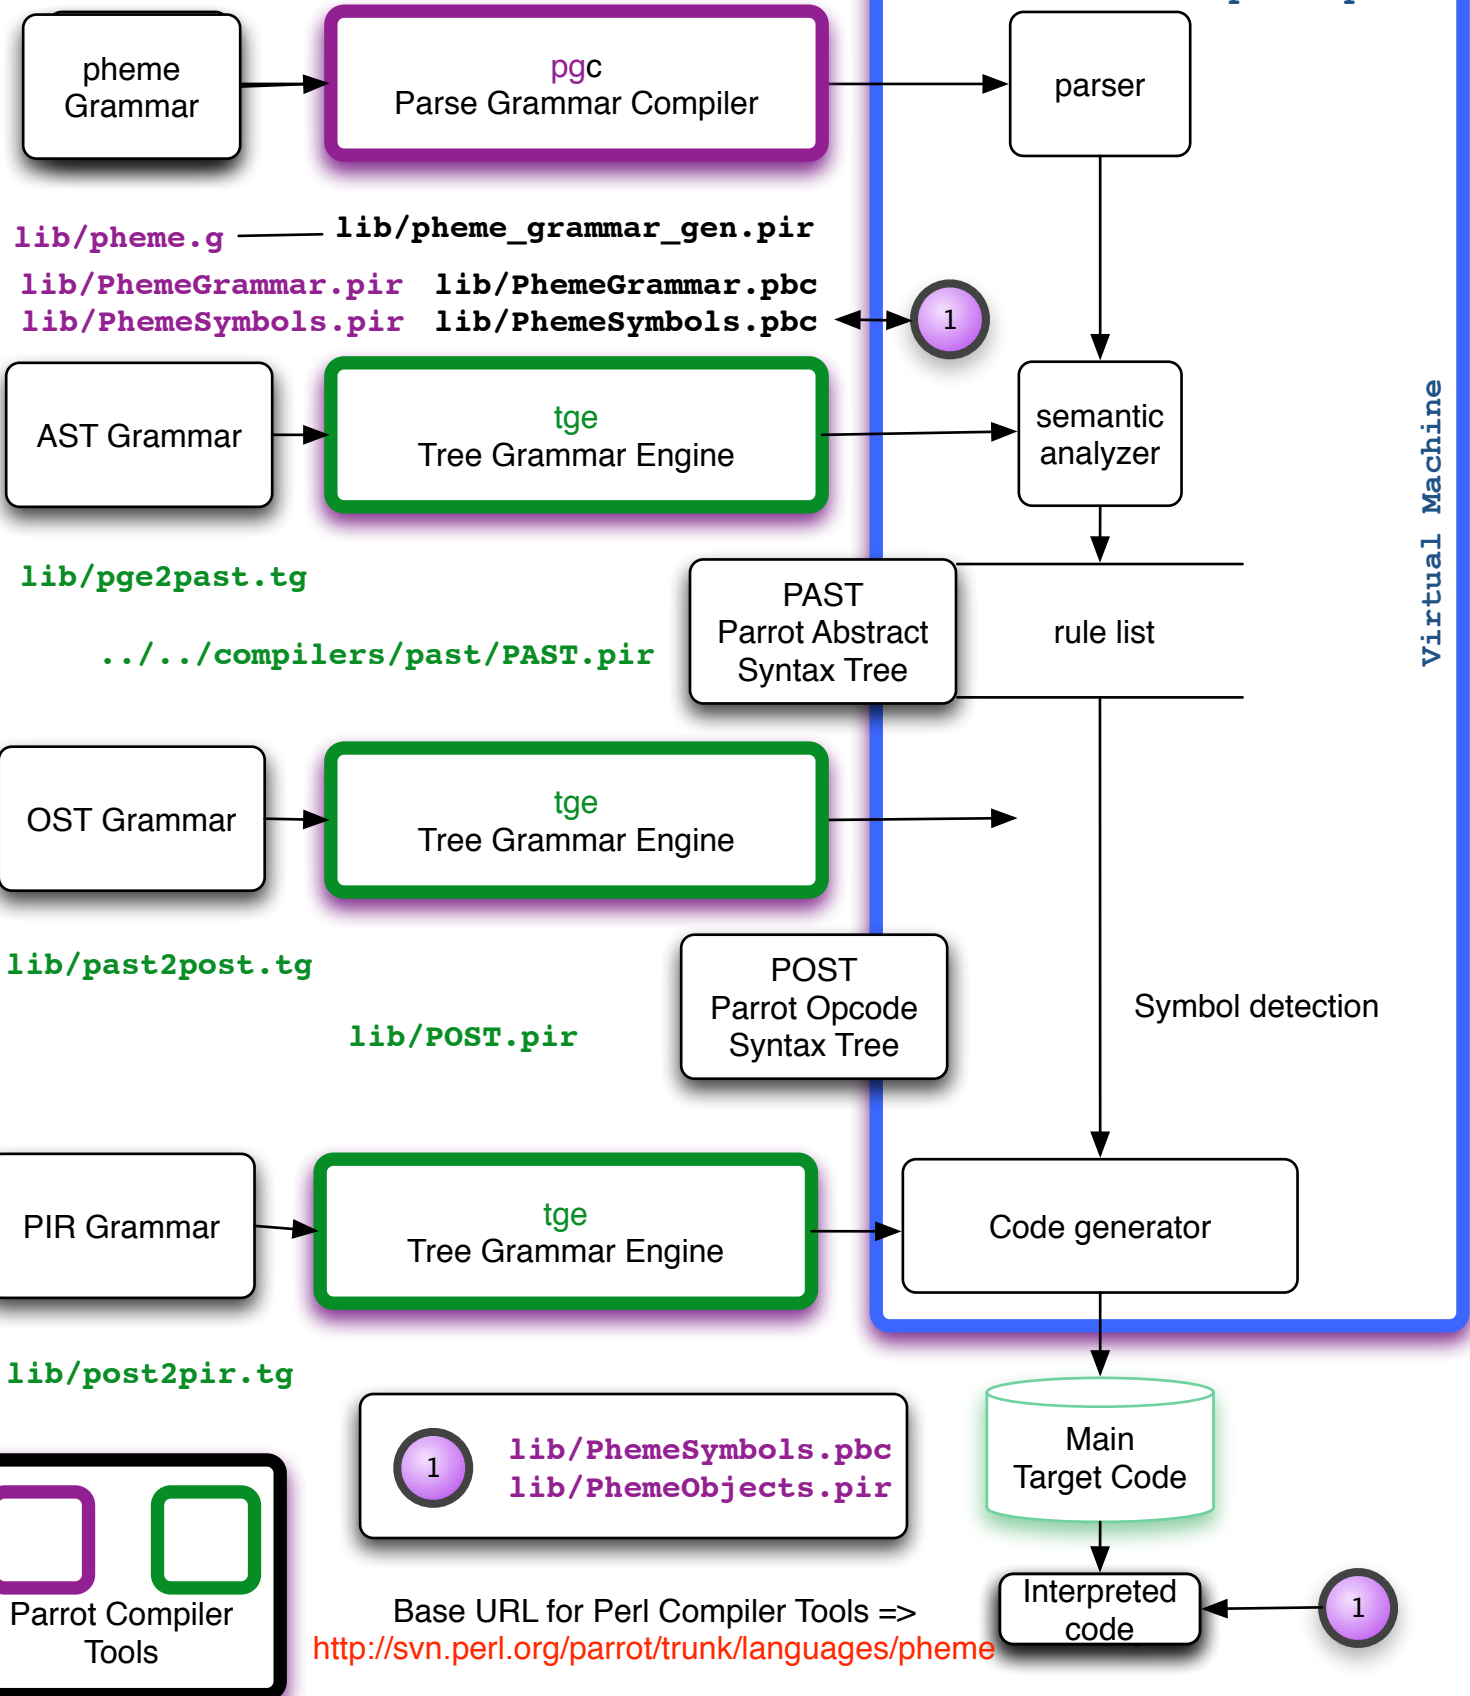 pheme
Grammar
pgc
Parse Grammar Compiler
parser
lib/pheme.g
lib/pheme_grammar_gen.pir
lib/PhemeGrammar.pir
lib/PhemeGrammar.pbc
lib/PhemeSymbols.pir
lib/PhemeSymbols.pbc
1
AST Grammar
tge
Tree Grammar Engine
semantic
analyzer
Virtual Machine
lib/pge2past.tg
../../compilers/past/PAST.pir
PAST
Parrot Abstract
Syntax Tree
rule list
OST Grammar
tge
Tree Grammar Engine
lib/past2post.tg
lib/POST.pir
POST
Parrot Opcode
Syntax Tree
Symbol detection
PIR Grammar
tge
Tree Grammar Engine
Code generator
lib/post2pir.tg
1
lib/PhemeSymbols.pbc
lib/PhemeObjects.pir
Main
Target Code
Parrot Compiler
Tools
Base URL for Perl Compiler Tools =>
http://svn.perl.org/parrot/trunk/languages/pheme
Interpreted
code
1